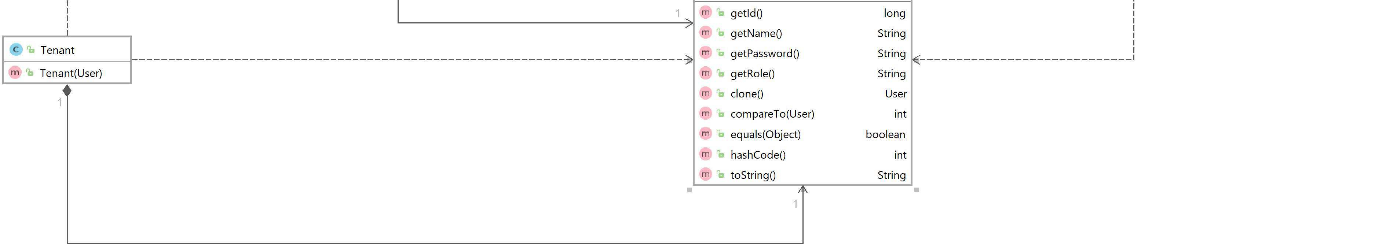 1
getId() long
getName() String
getPassword() String
getRole() String
clone() User
compareTo(User) int
equals(Object) boolean
hashCode() int
toString() String
C Tenant
m Tenant(User)
1
1